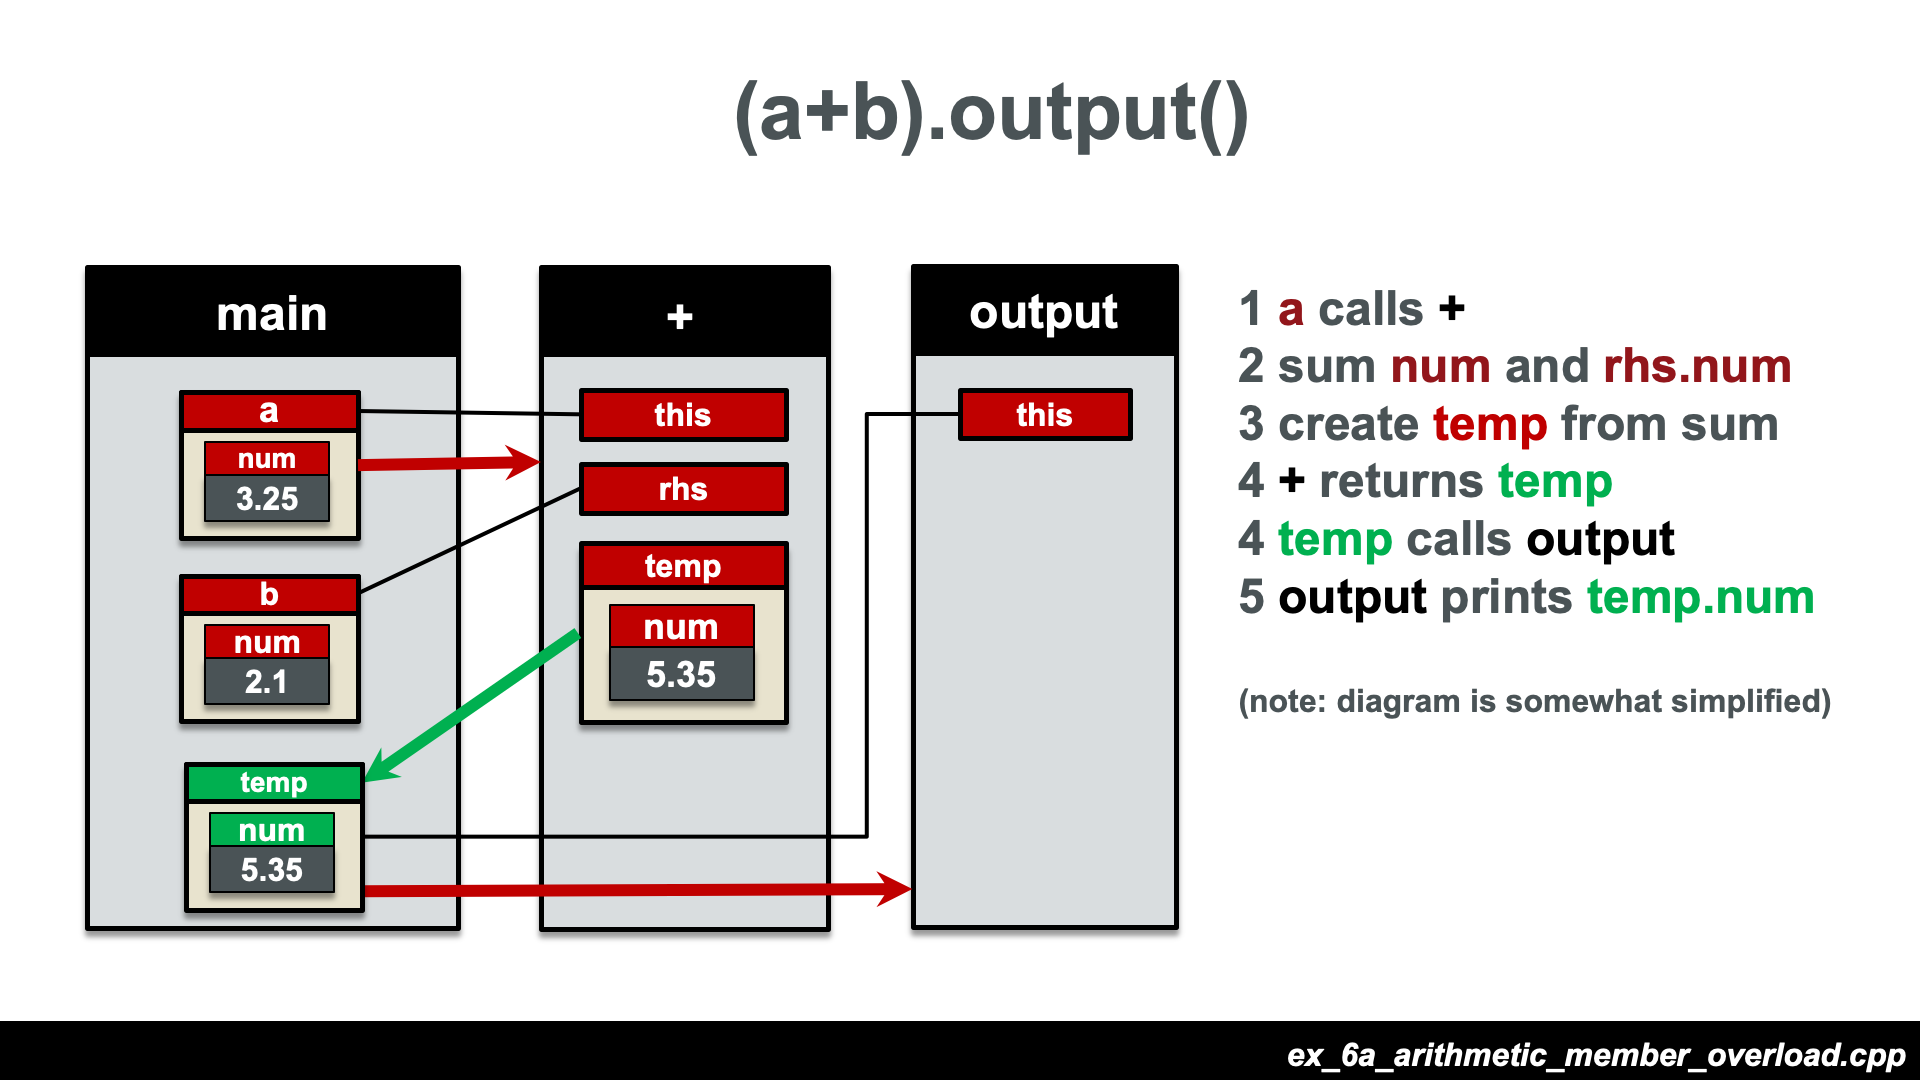 (a+b).output()
main
a
num
3.25
b
num
2.1
temp
num
5.35
+
this
rhs
temp
num
5.35
output
this
1 a calls +
2 sum num and rhs.num
3 create temp from sum
4 + returns temp
4 temp calls output
5 output prints temp.num
(note: diagram is somewhat simplified)
ex_6a_arithmetic_member_overload.cpp